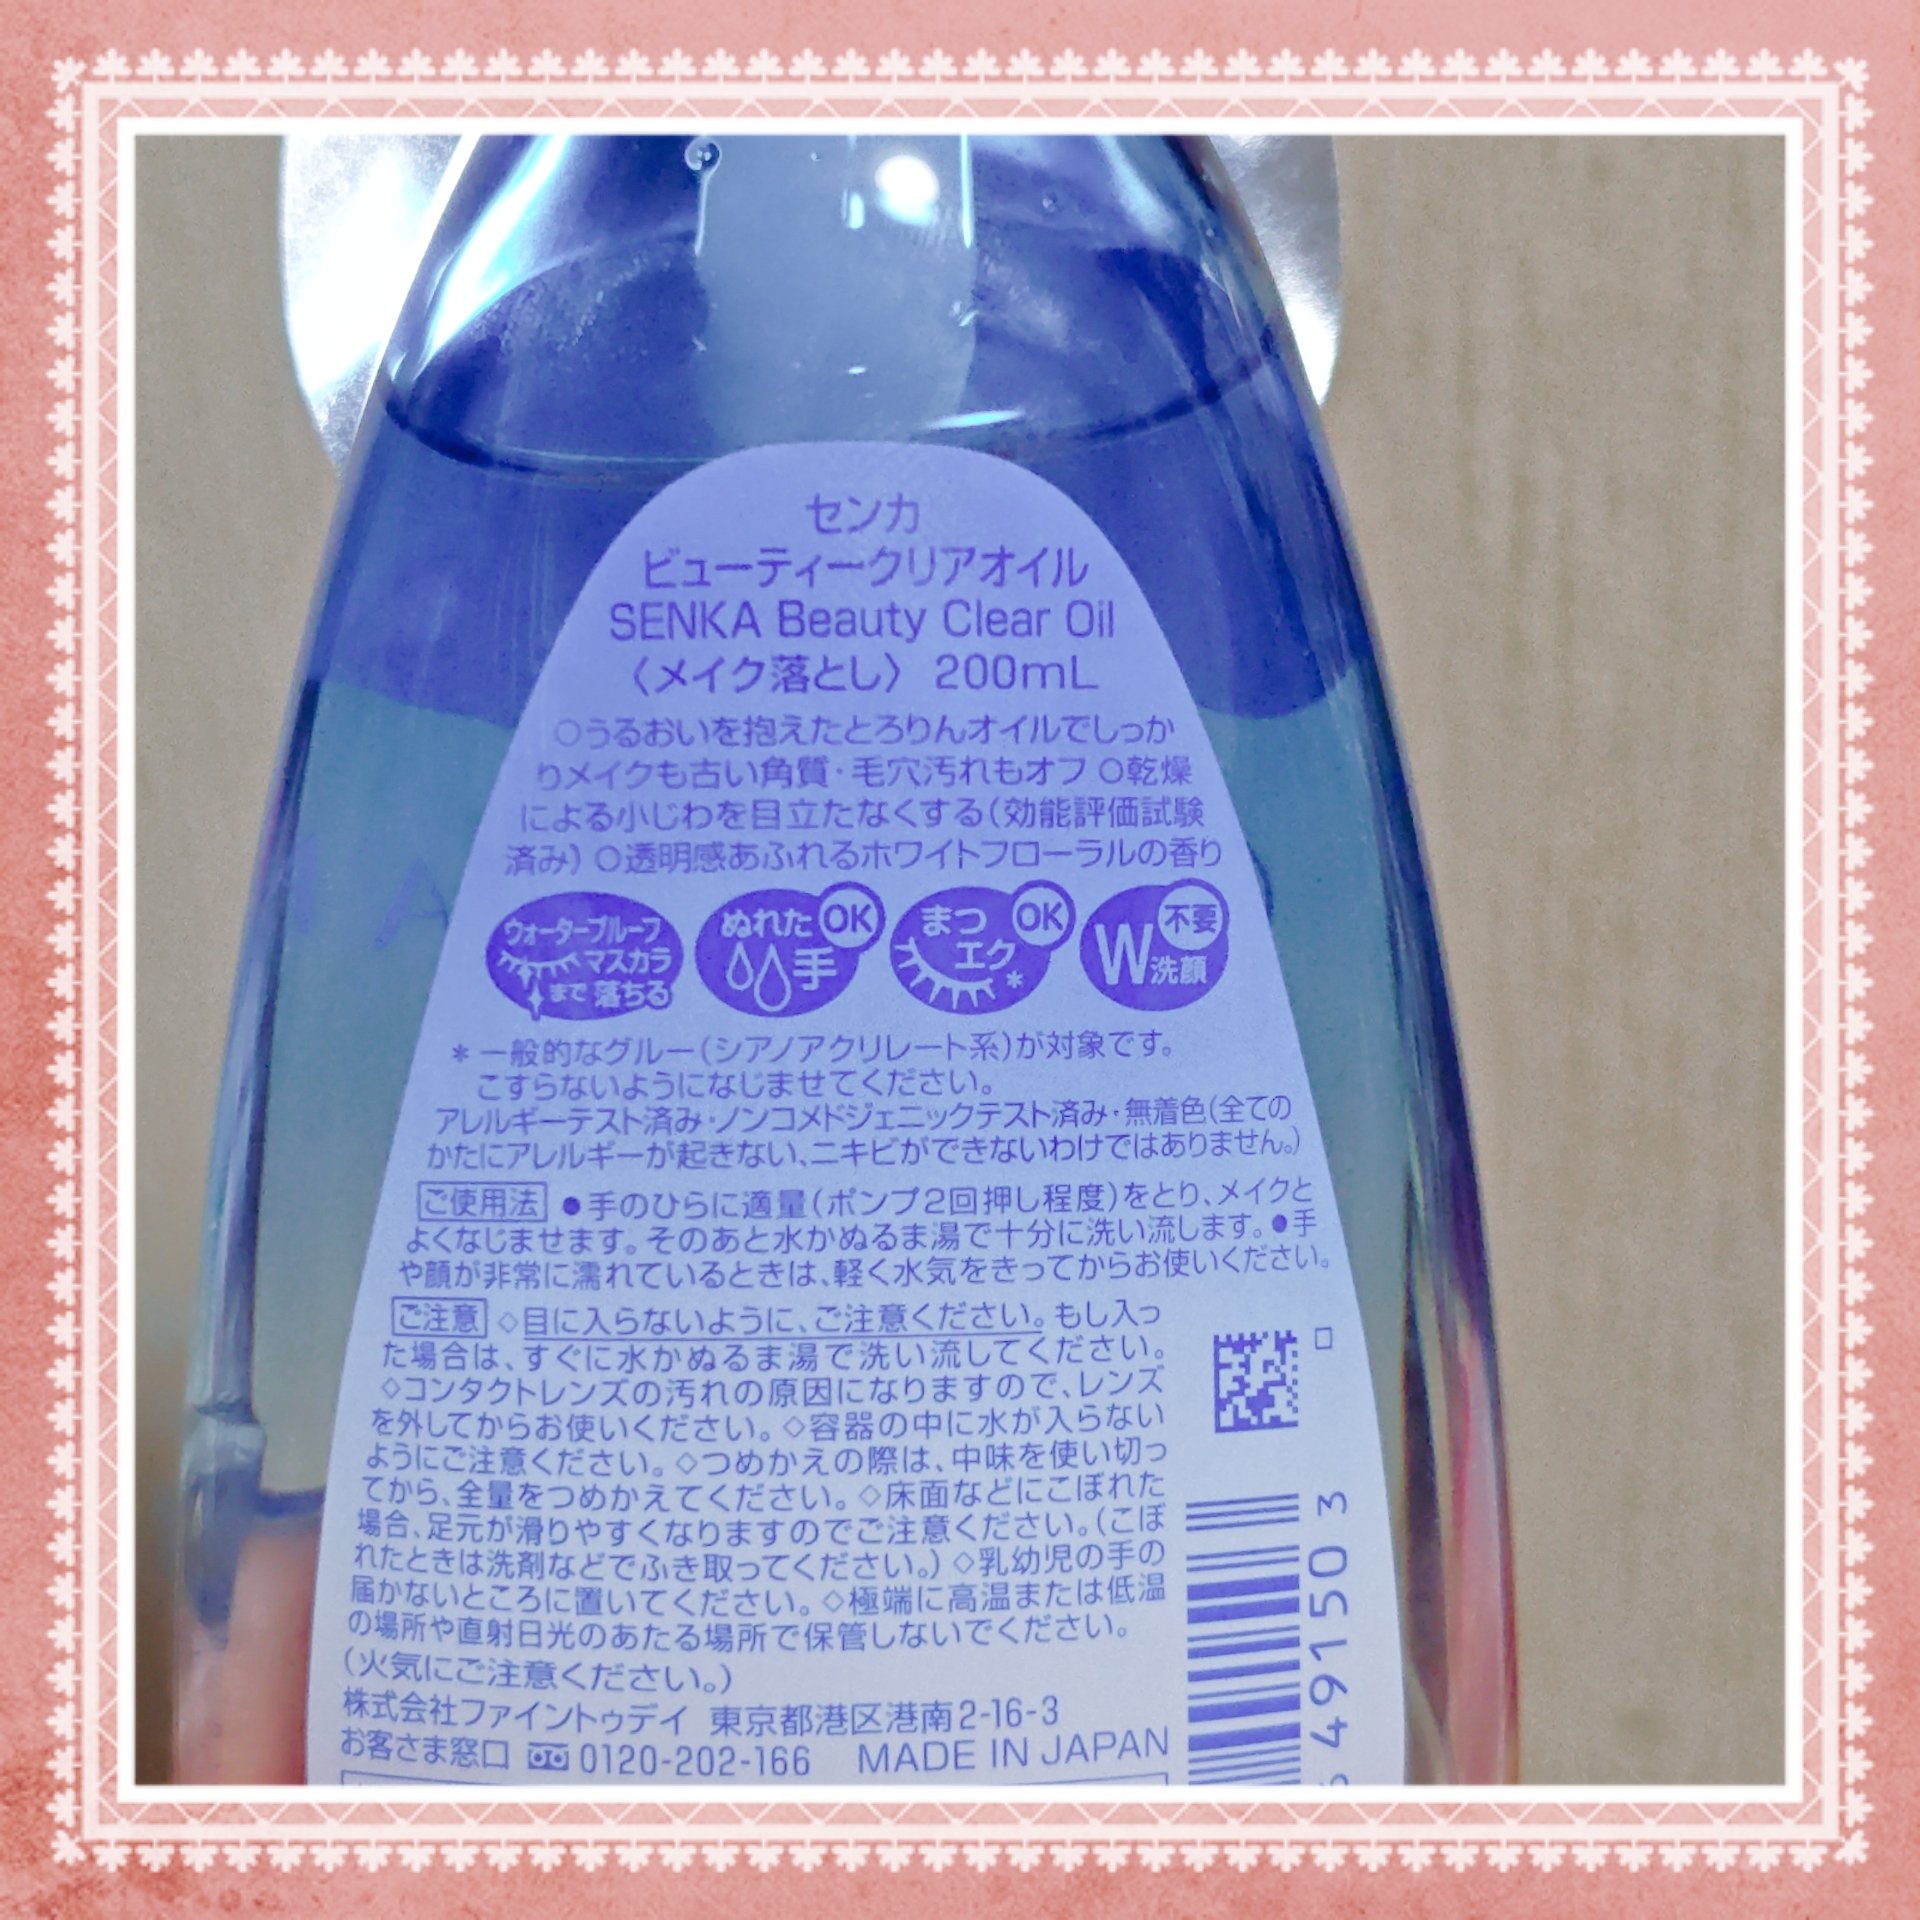 センカ
ビューティークリアオイル
SENKA Beauty Clear Oil
〈メイク落とし〉 200mL
○うるおいを抱えたとろりんオイルでしっか
りメイクも古い角質・毛穴汚れもオフ ○乾燥
による小じわを目立たなくする(効能評価試験
済み) ○透明感あふれるホワイトフローラルの香り
ウォータープルーフ
マスカラ
まで 落ちる
ぬれた
手
OK
まつ
エク*
OK
W洗顔
不要
*一般的なグルー(シアノアクリレート系)が対象です。
こすらないようになじませてください。
アレルギーテスト済み・ノンコメドジェニックテスト済み・無着色(全ての
かたにアレルギーが起きない、ニキビができないわけではありません。)
ご使用法 ●手のひらに適量(ポンプ2回押し程度)をとり、メイクと
よくなじませます。そのあと水かぬるま湯で十分に洗い流します。●手
や顔が非常に濡れているときは、軽く水気をきってからお使いください。
ご注意 ◇目に入らないように、ご注意ください。もし入っ
た場合は、すぐに水かぬるま湯で洗い流してください。
◇コンタクトレンズの汚れの原因になりますので、レンズ
を外してからお使いください。◇容器の中に水が入らない
ようにご注意ください。◇つめかえの際は、中味を使い切っ
てから、全量をつめかえてください。◇床面などにこぼれた
場合、足元が滑りやすくなりますのでご注意ください。(こぼ
れたときは洗剤などでふき取ってください。) ◇乳幼児の手の
届かないところに置いてください。◇極端に高温または低温
の場所や直射日光のあたる場所で保管しないでください。
(火気にご注意ください。)
株式会社ファイントゥデイ 東京都港区港南2-16-3
お客さま窓口 0120-202-166 MADE IN JAPAN
49150 3